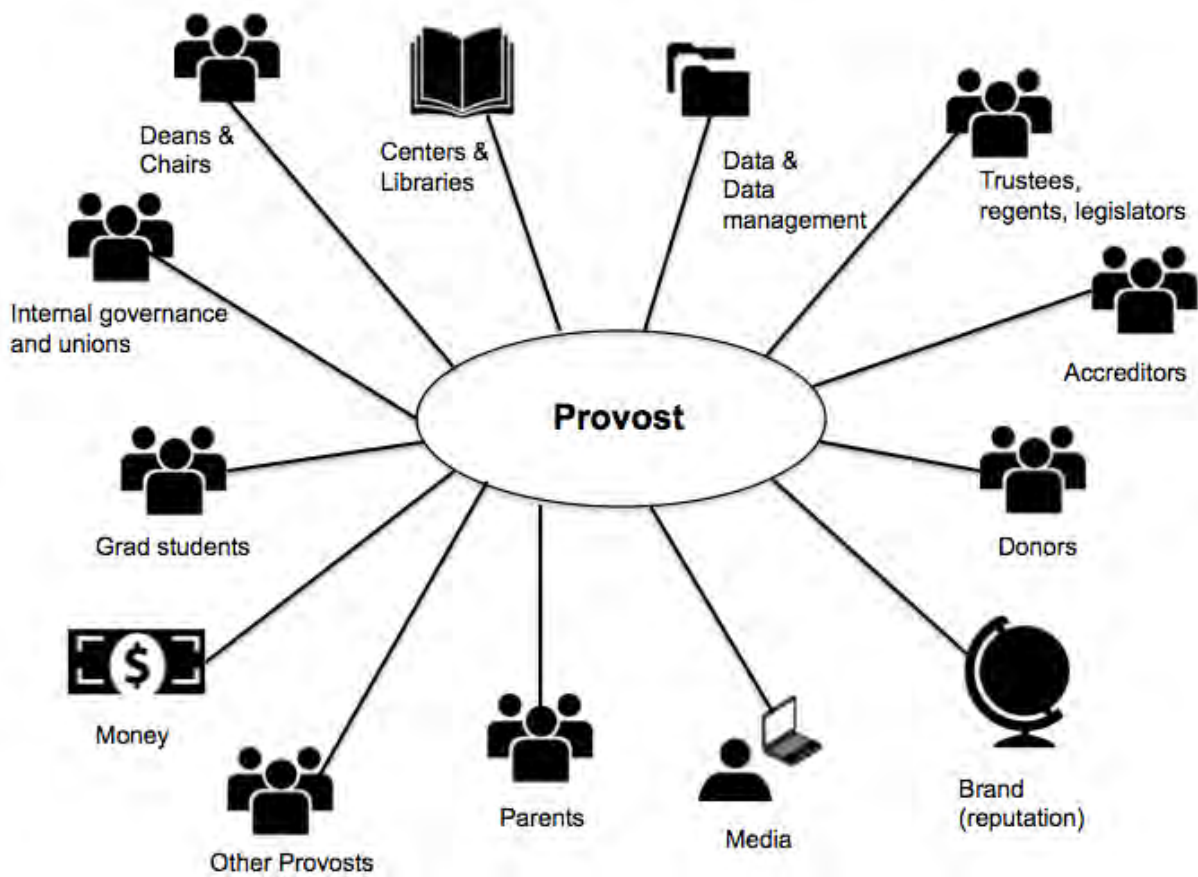 Deans &
Chairs
Centers &
Libraries
Data &
Data
management
Trustees,
regents, legislators
Internal governance
and unions
Accreditors
Provost
Grad students
Donors
$
Money
Other Provosts
Parents
Media
Brand
(reputation)